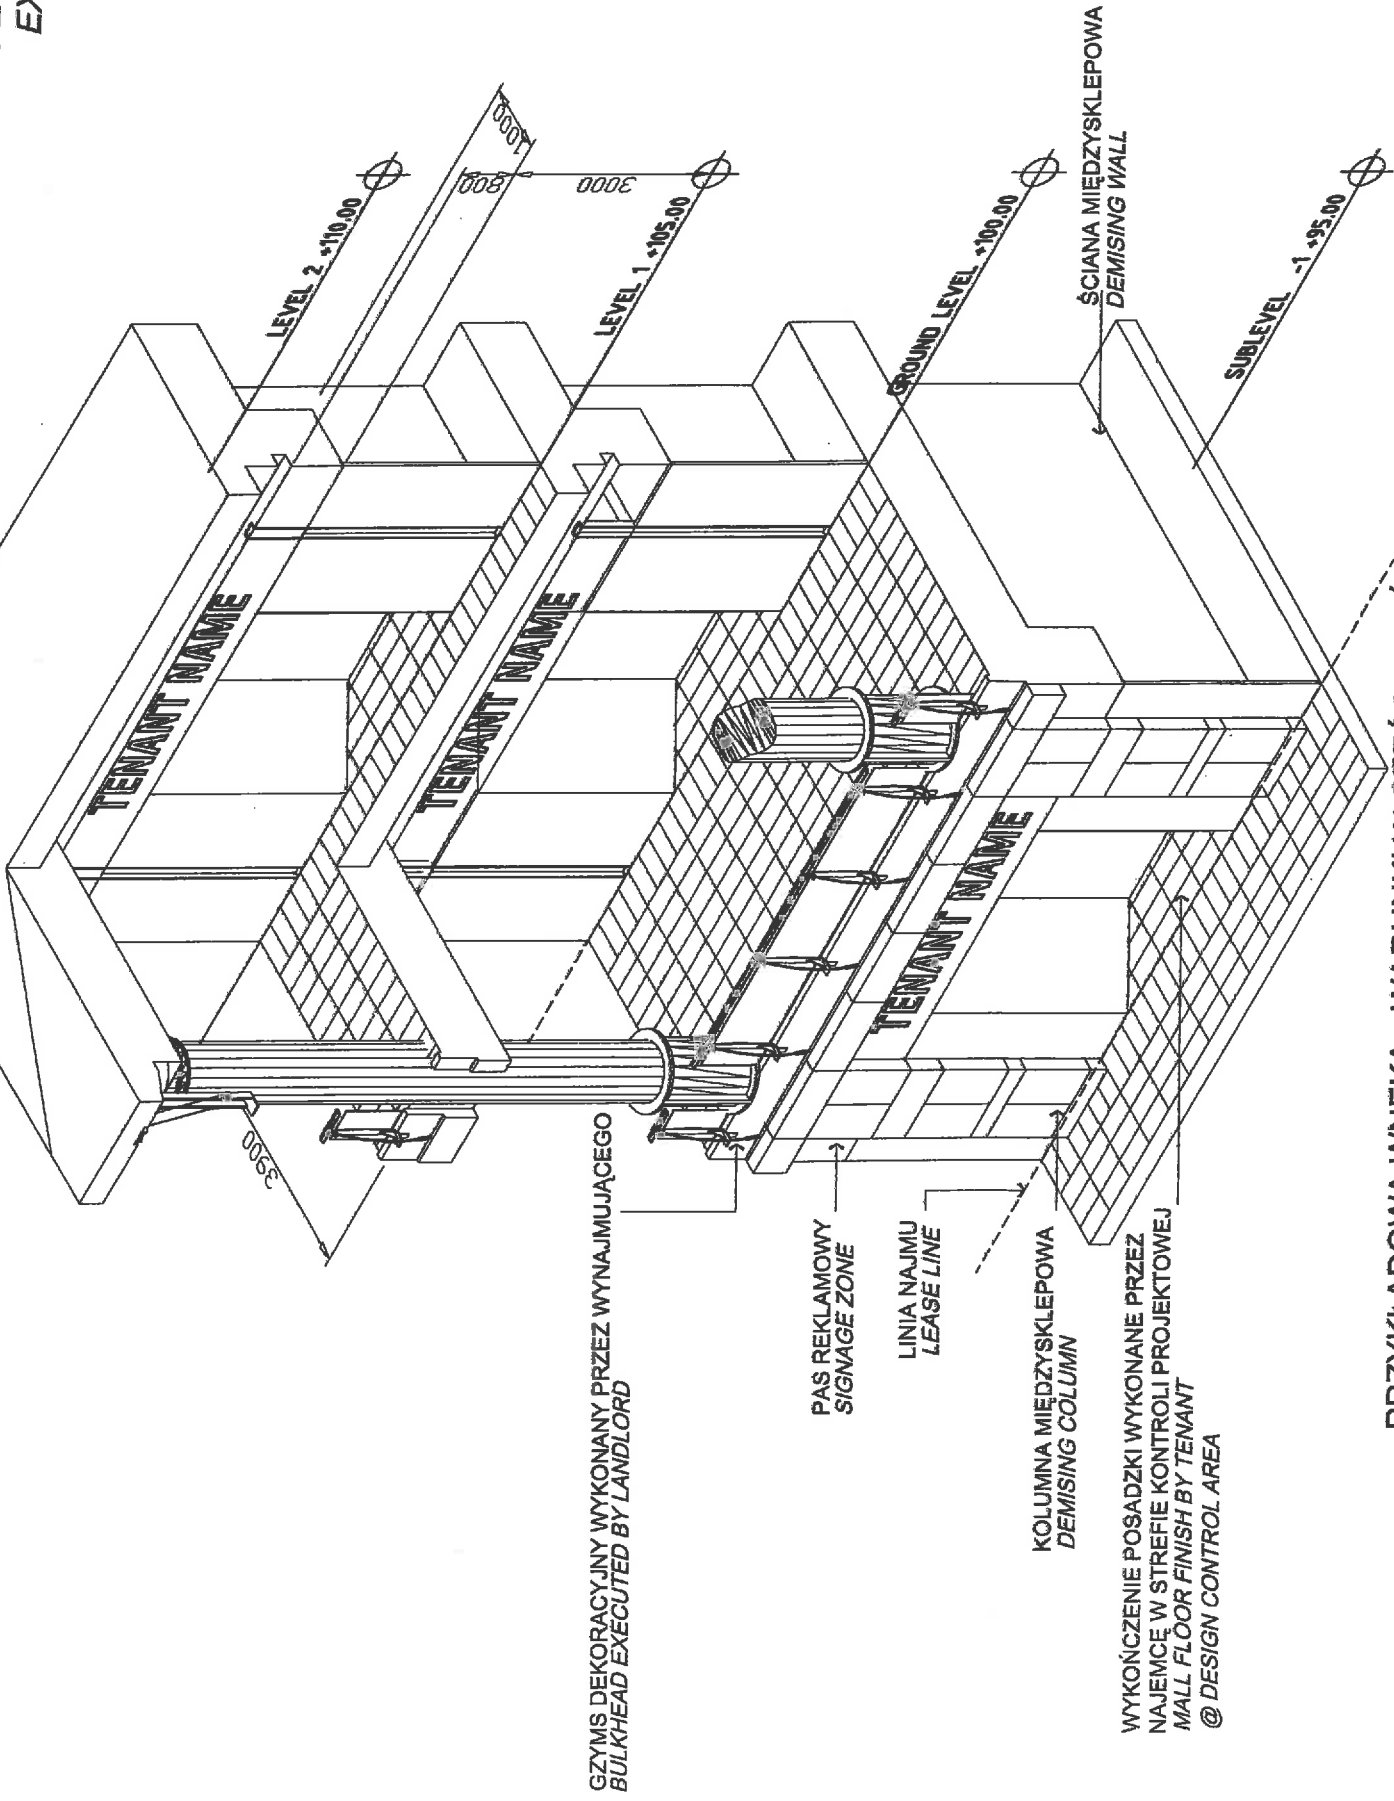 EX
LEVEL 2 +110.00
1000
800
3000
LEVEL 1 +105.00
GROUND LEVEL +100.00
SUBLEVEL -1 +95.00
ŚCIANA MIĘDZYSKLEPOWA
DEMISING WALL
TENANT NAME
TENANT NAME
TENANT NAME
3900
GZYMS DEKORACYJNY WYKONANY PRZEZ WYNAJMUJĄCEGO
BULKHEAD EXECUTED BY LANDLORD
PAS REKLAMOWY
SIGNAGE ZONE
LINIA NAJMU
LEASE LINE
KOLUMNA MIĘDZYSKLEPOWA
DEMISING COLUMN
WYKOŃCZENIE POSADZKI WYKONANE PRZEZ
NAJEMCĘ W STREFIE KONTROLI PROJEKTOWEJ
MALL FLOOR FINISH BY TENANT
@ DESIGN CONTROL AREA